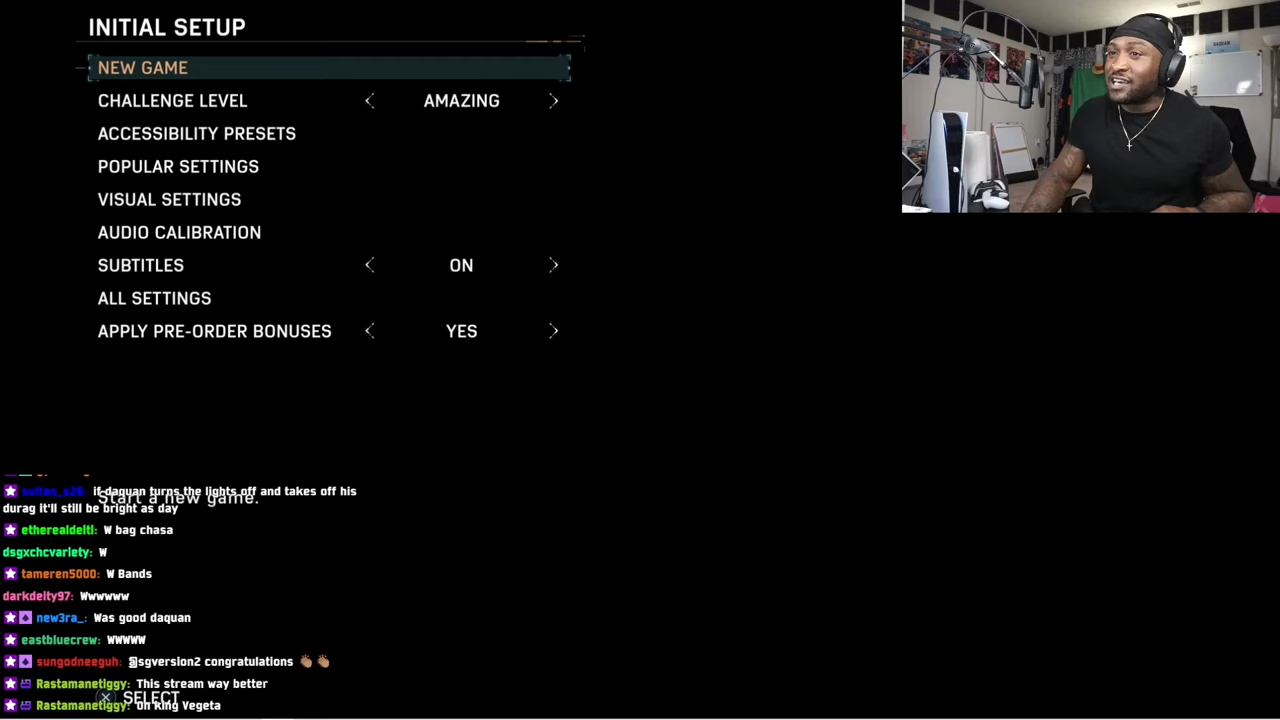 INITIAL SETUP
NEW GAME
CHALLENGE LEVEL < AMAZING >
ACCESSIBILITY PRESETS
POPULAR SETTINGS
VISUAL SETTINGS
AUDIO CALIBRATION
SUBTITLES < ON >
ALL SETTINGS
APPLY PRE-ORDER BONUSES < YES >
sultan_s26: if daquan turns the lights off and takes off his
Start a new game.
durag it'll still be bright as day
etherealdeltl: W bag chasa
dsgxchcvariety: W
tameren5000: W Bands
darkdeity97: Wwwwww
new3ra_: Was good daquan
eastbluecrew: WWWWW
sungodneeguh: @sgversion2 congratulations 👏🏽 👏🏽
Rastamanetiggy: This stream way better
SELECT
Rastamanetiggy: On King Vegeta